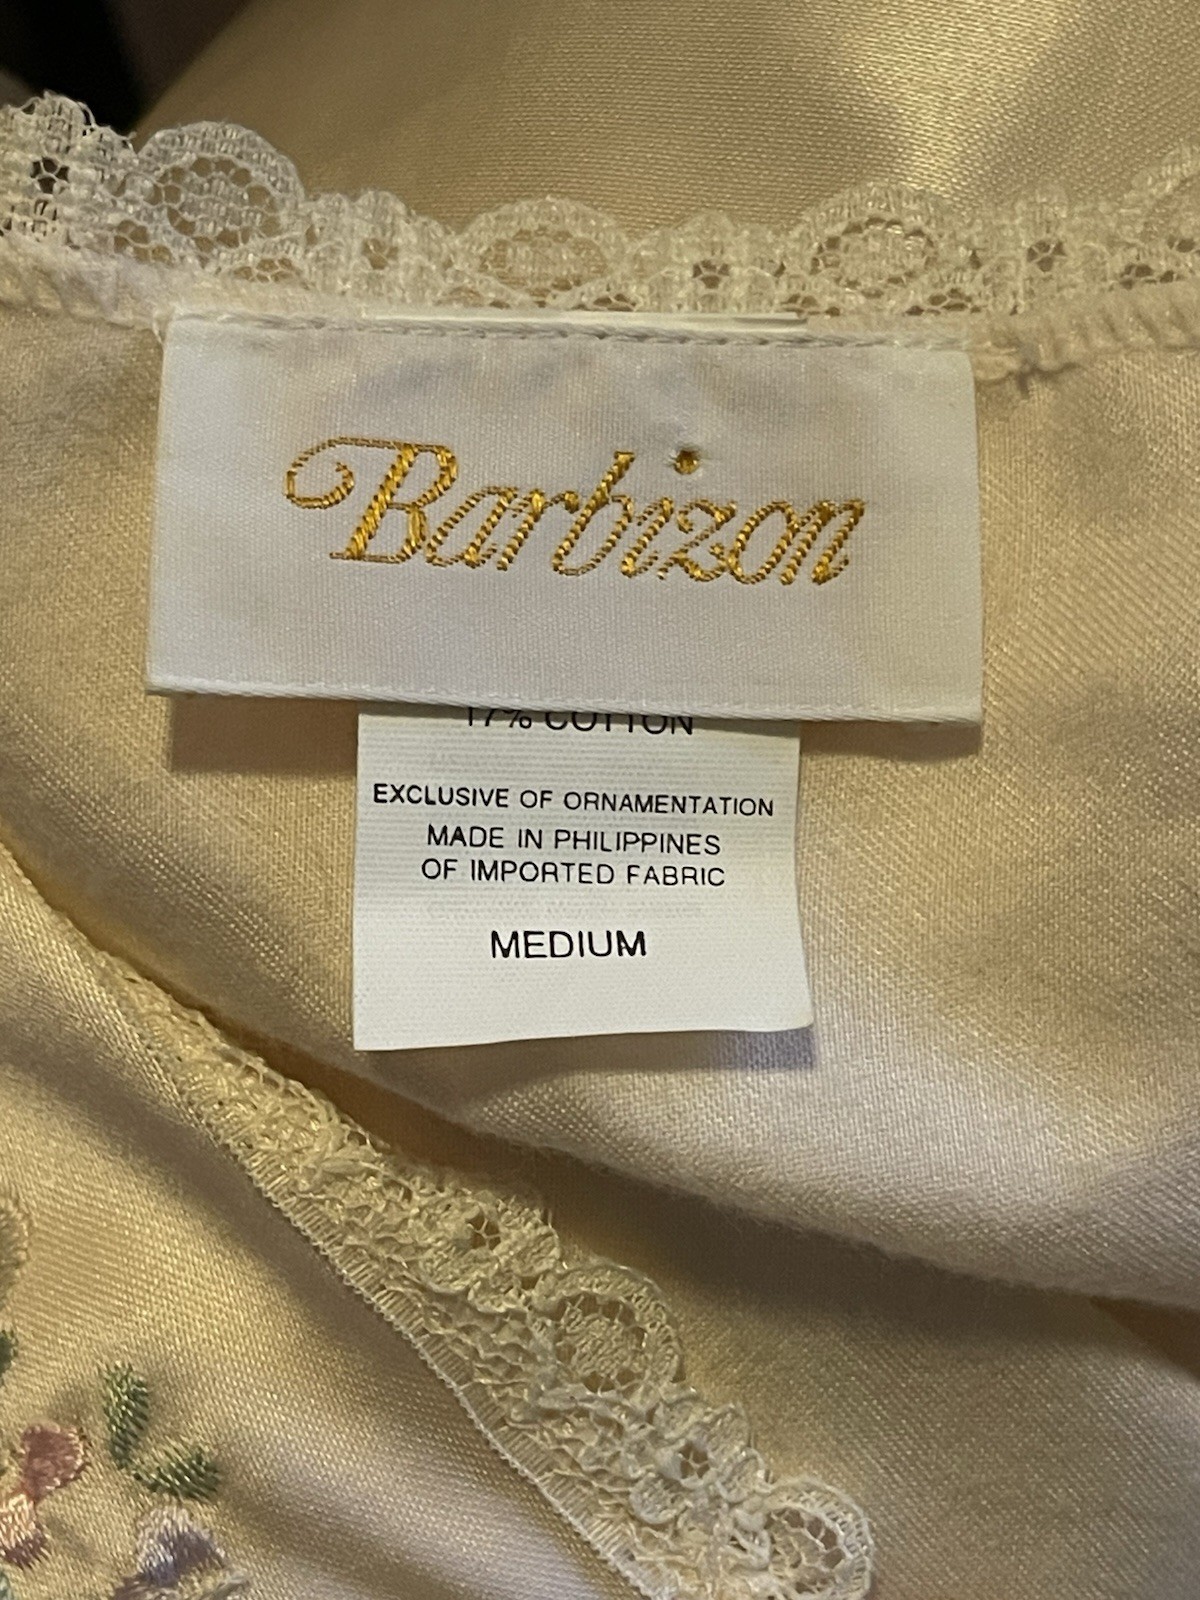 Barbizon
17% COTTON
EXCLUSIVE OF ORNAMENTATION
MADE IN PHILIPPINES
OF IMPORTED FABRIC
MEDIUM